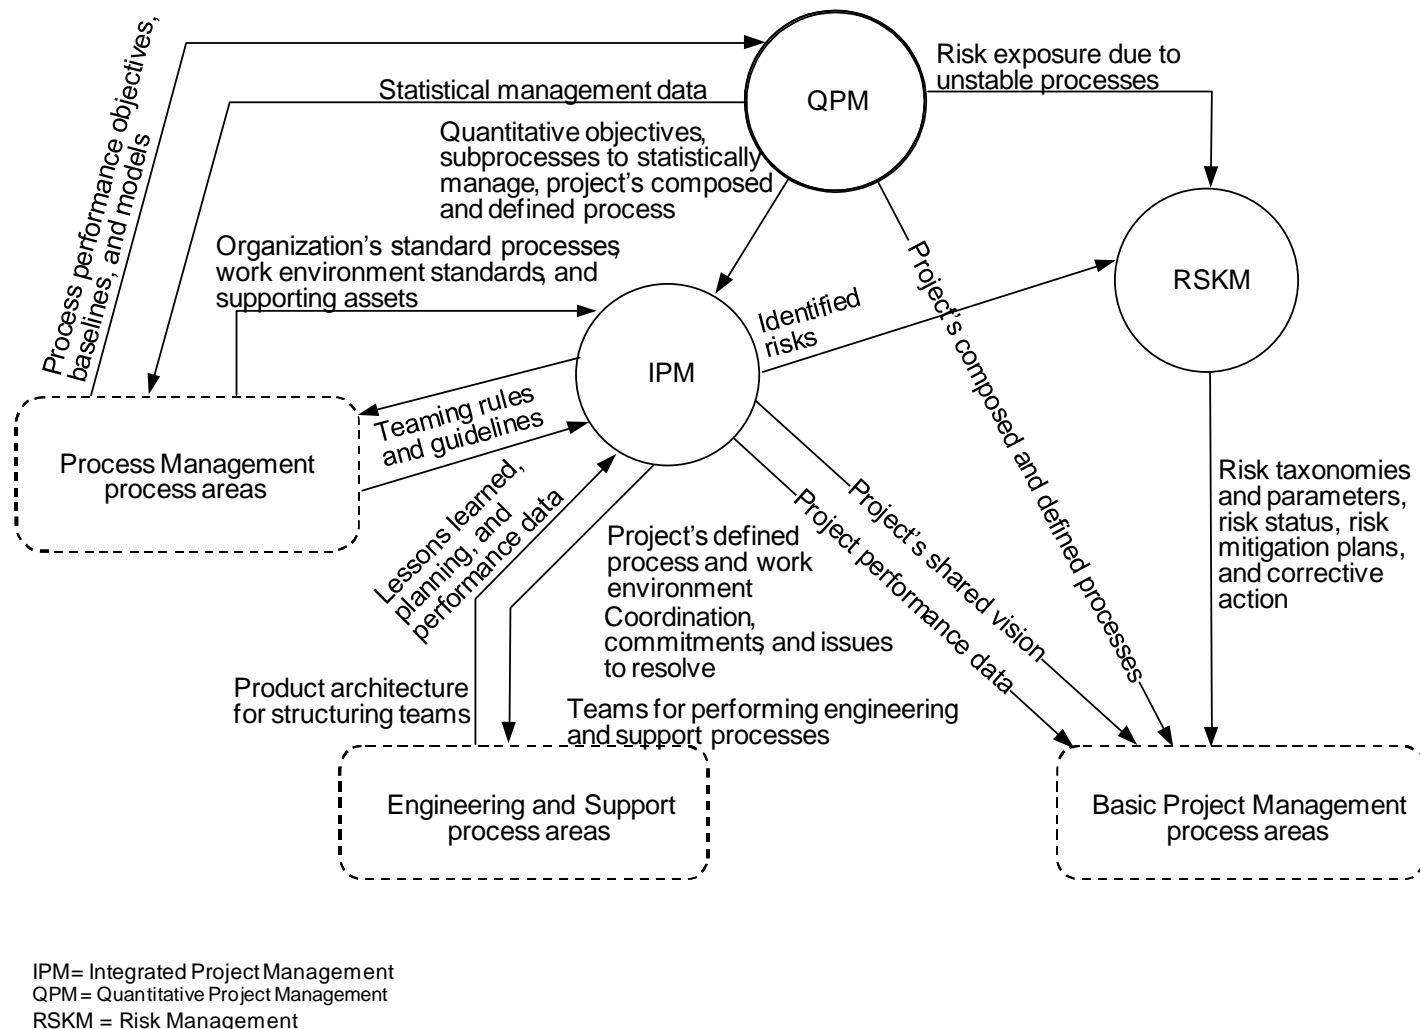 Process performance objectives,
baselines, and models
QPM
Risk exposure due to
unstable processes
Statistical management data
Quantitative objectives,
subprocesses to statistically
manage, project's composed
and defined process
Organization's standard processes,
work environment standards, and
supporting assets
RSKM
Identified
risks
Project's composed and defined processes
IPM
Teaming rules
and guidelines
Process Management
process areas
Lessons learned,
planning, and
performance data
Project's defined
process and work
environment
Coordination,
commitments, and issues
to resolve
Project's shared vision
Project performance data
Risk taxonomies
and parameters,
risk status, risk
mitigation plans,
and corrective
action
Product architecture
for structuring teams
Teams for performing engineering
and support processes
Engineering and Support
process areas
Basic Project Management
process areas
IPM= Integrated Project Management
QPM= Quantitative Project Management
RSKM = Risk Management